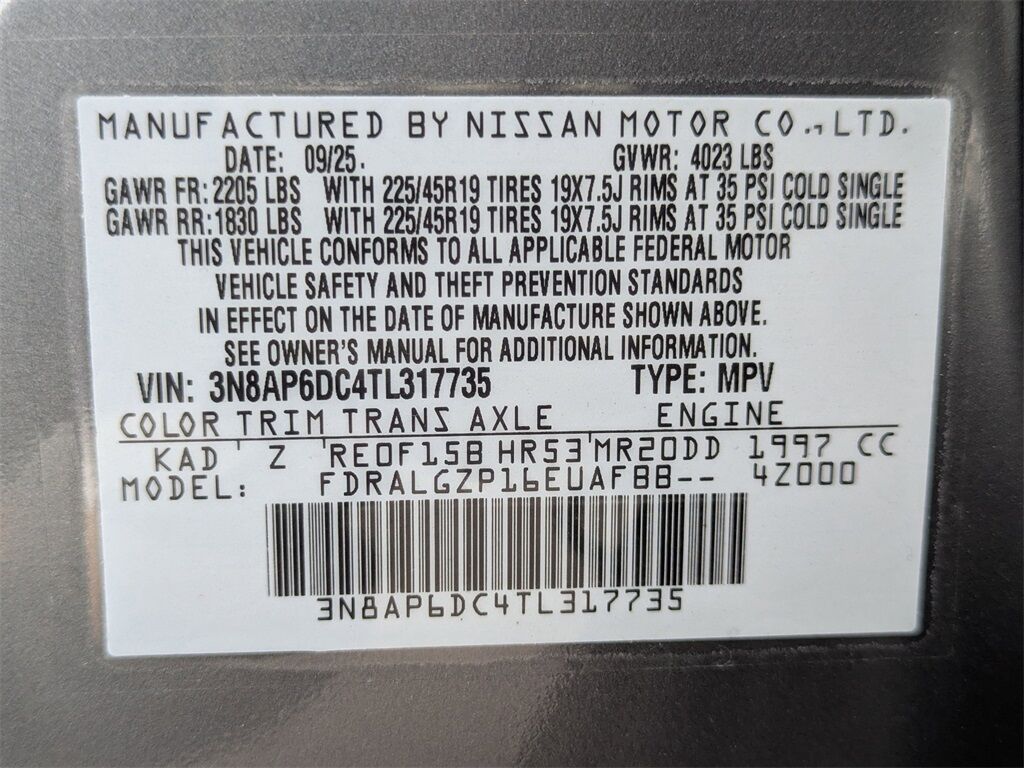 MANUFACTURED BY NISSAN MOTOR CO.,LTD.
DATE: 09/25. GVWR: 4023 LBS
GAWR FR: 2205 LBS WITH 225/45R19 TIRES 19X7.5J RIMS AT 35 PSI COLD SINGLE
GAWR RR: 1830 LBS WITH 225/45R19 TIRES 19X7.5J RIMS AT 35 PSI COLD SINGLE
THIS VEHICLE CONFORMS TO ALL APPLICABLE FEDERAL MOTOR
VEHICLE SAFETY AND THEFT PREVENTION STANDARDS
IN EFFECT ON THE DATE OF MANUFACTURE SHOWN ABOVE.
SEE OWNER'S MANUAL FOR ADDITIONAL INFORMATION.
VIN: 3N8AP6DC4TL317735 TYPE: MPV
COLOR TRIM TRANS AXLE ENGINE
KAD Z RE0F15B HR53 MR20DD 1997 CC
MODEL: FDRALGZP16EUAFBB-- 4Z000
3N8AP6DC4TL317735